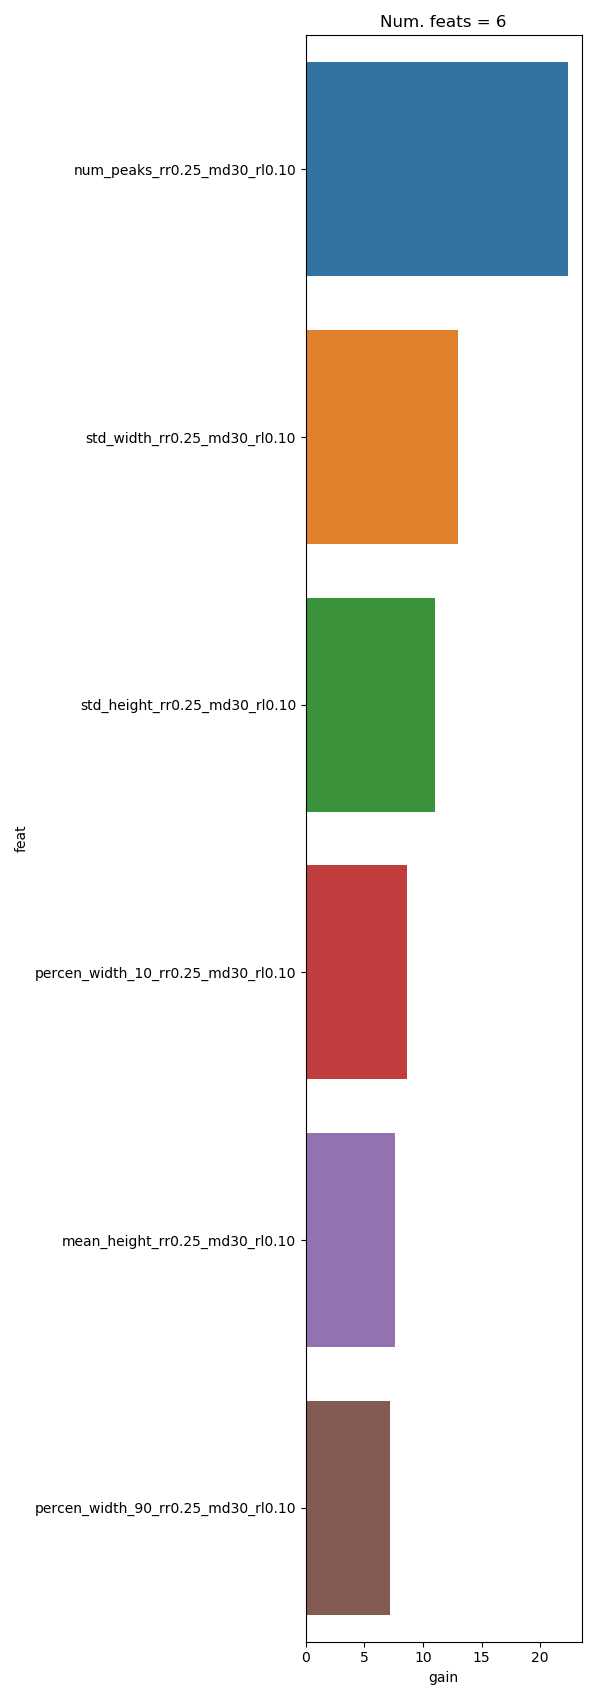 Num. feats = 6
num_peaks_rr0.25_md30_rl0.10
std_width_rr0.25_md30_rl0.10
std_height_rr0.25_md30_rl0.10
feat
percen_width_10_rr0.25_md30_rl0.10
mean_height_rr0.25_md30_rl0.10
percen_width_90_rr0.25_md30_rl0.10
0 5 10 15 20
gain